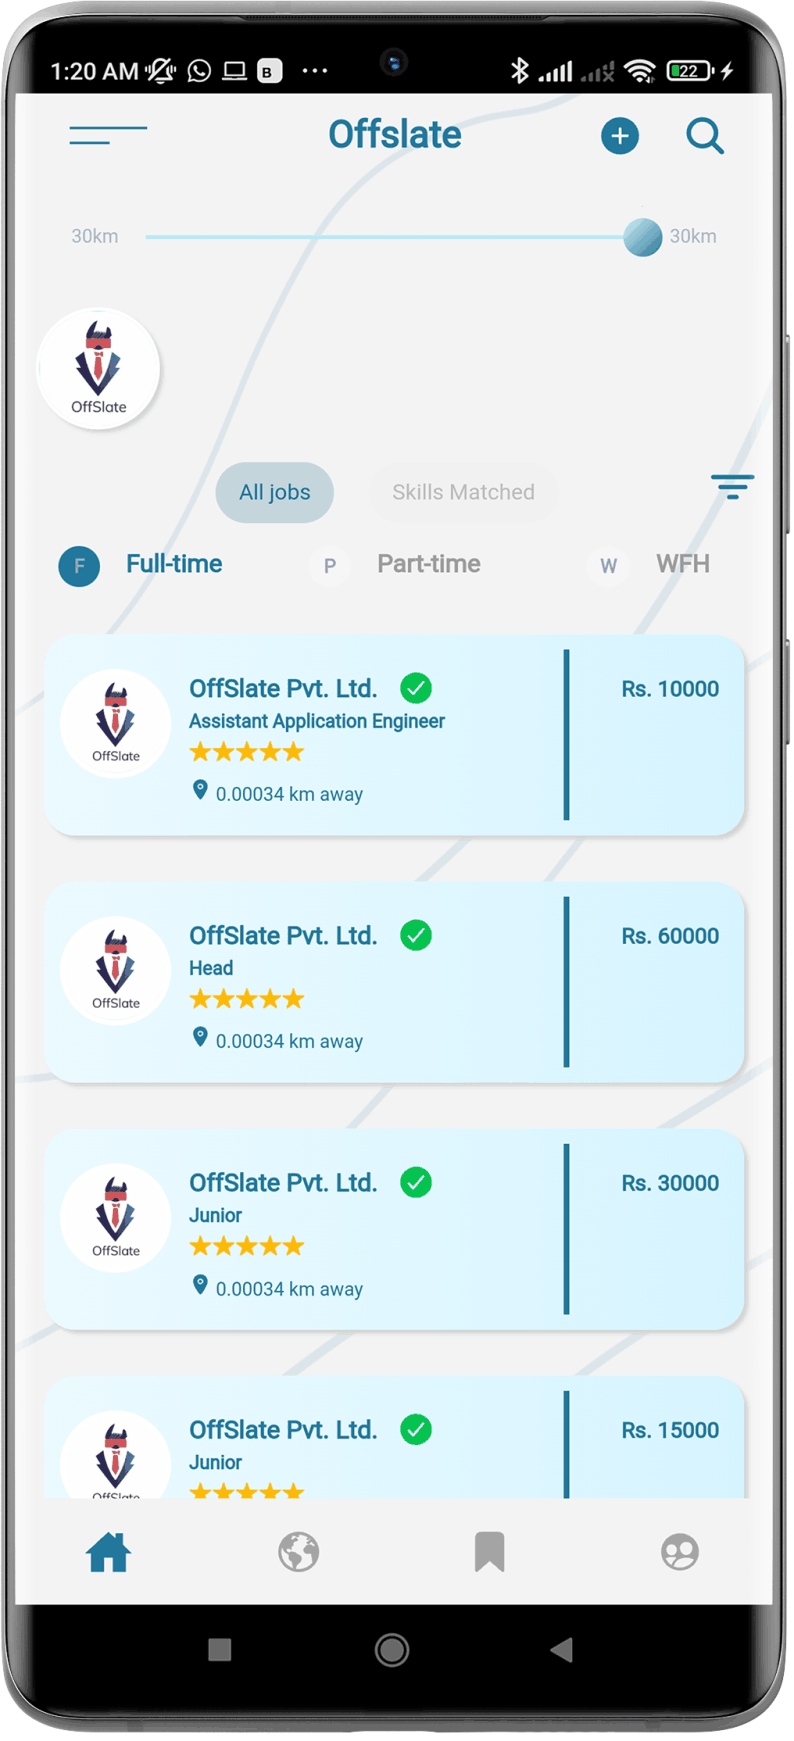 1:20 AM B ... 22
Offslate
30km 30km
OffSlate
All jobs Skills Matched
F Full-time P Part-time W WFH
OffSlate Pvt. Ltd. Rs. 10000
Assistant Application Engineer
OffSlate
0.00034 km away
OffSlate Pvt. Ltd. Rs. 60000
Head
OffSlate
0.00034 km away
OffSlate Pvt. Ltd. Rs. 30000
Junior
OffSlate
0.00034 km away
OffSlate Pvt. Ltd. Rs. 15000
Junior
OffSlate